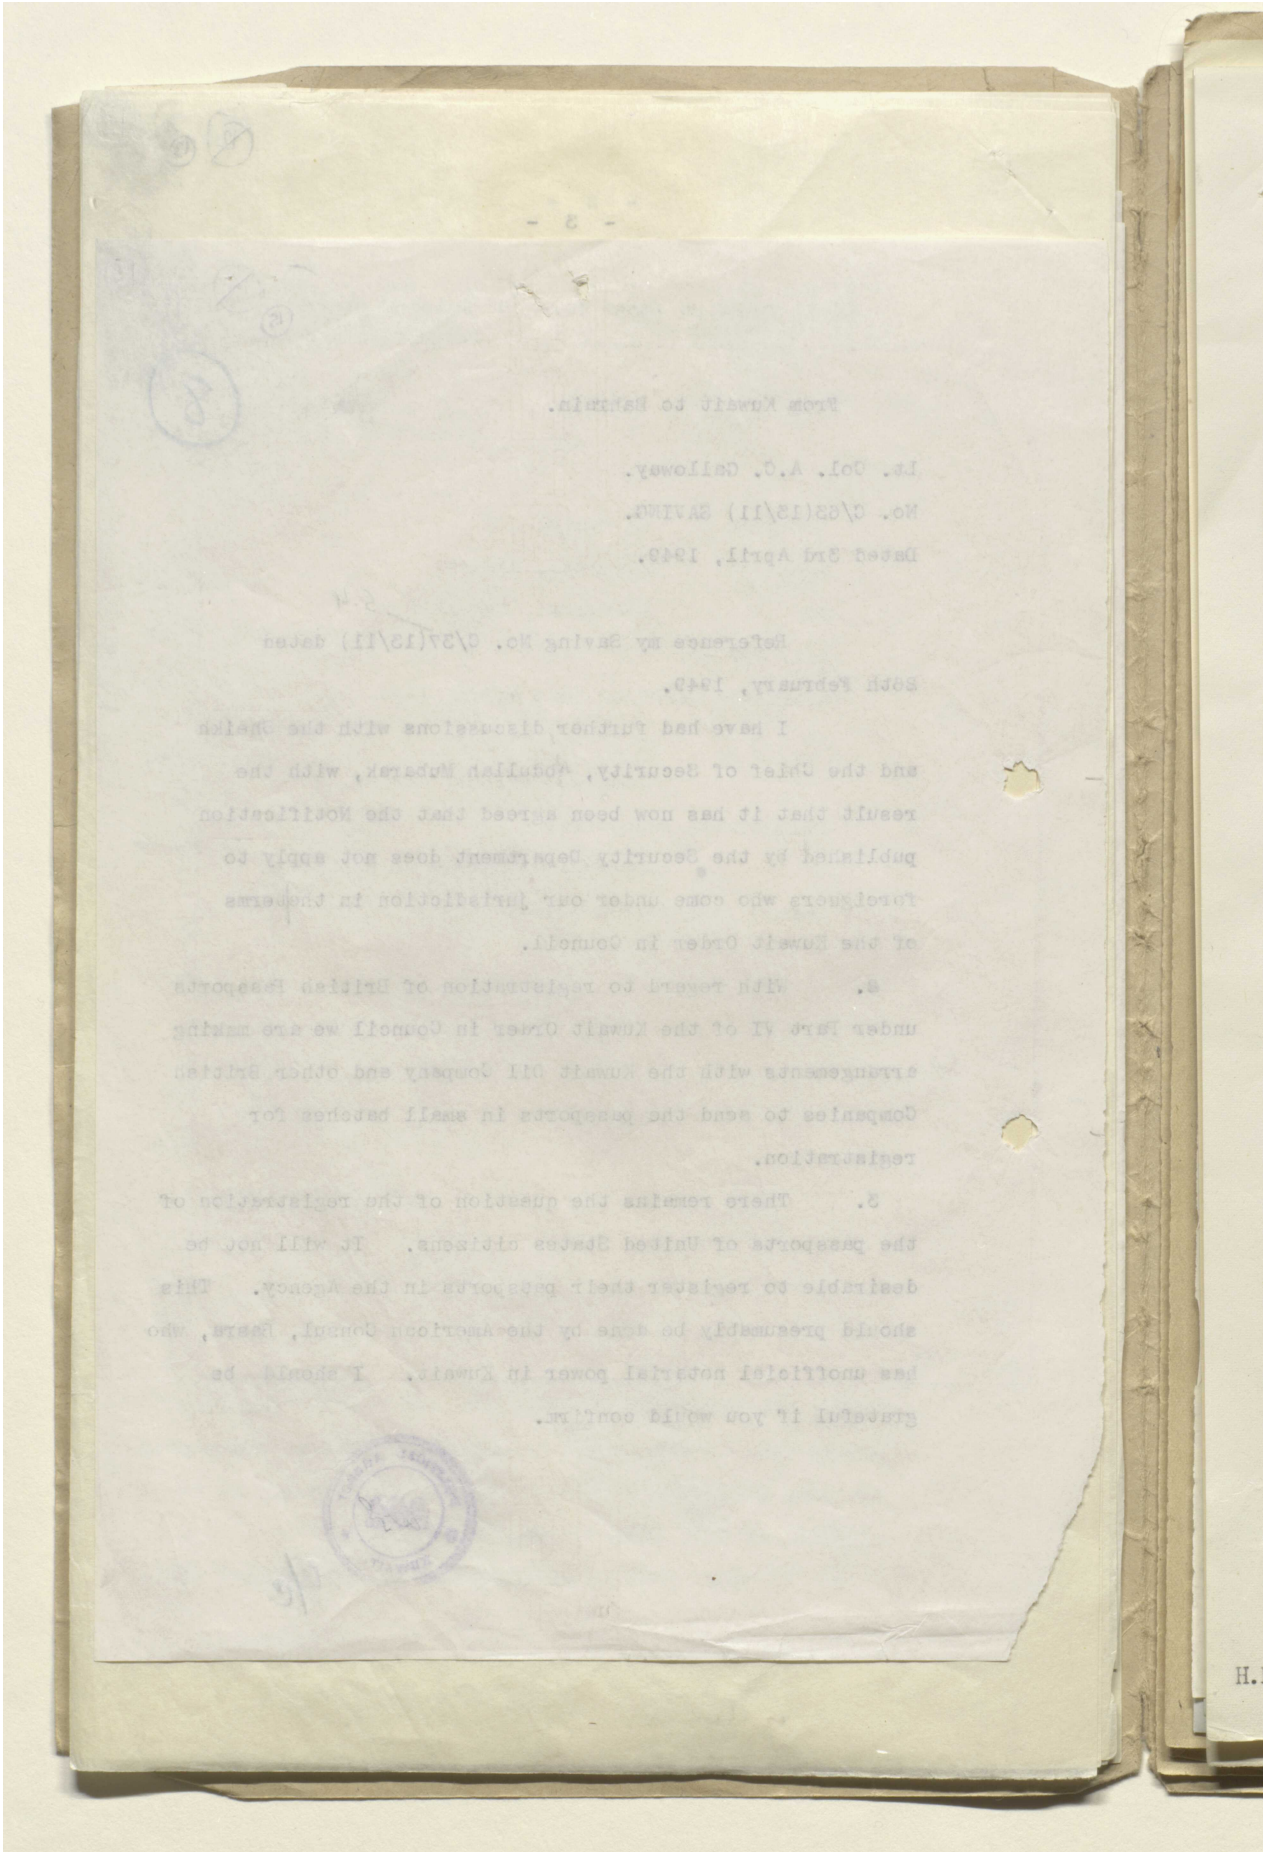 - 3 -
8
From Kuwait to Bahrain.
Lt. Col. A.C. Galloway.
No. C/63(13/11) SAVING.
Dated 3rd April, 1949.
Reference my Saving No. C/37(13/11) dated
26th February, 1949.
I have had further discussions with the Sheikh
and the Chief of Security, Abdullah Mubarak, with the
result that it has now been agreed that the Notification
published by the Security Department does not apply to
foreigners who come under our jurisdiction in the terms
of the Kuwait Order in Council.
2. With regard to registration of British Passports
under Part VI of the Kuwait Order in Council we are making
arrangements with the Kuwait Oil Company and other British
Companies to send the passports in small batches for
registration.
3. There remains the question of the registration of
the passports of United States citizens. It will not be
desirable to register their passports in the Agency. This
should presumably be done by the American Consul, Basra, who
has unofficial notarial power in Kuwait. I should be
grateful if you would confirm.
KUWAIT